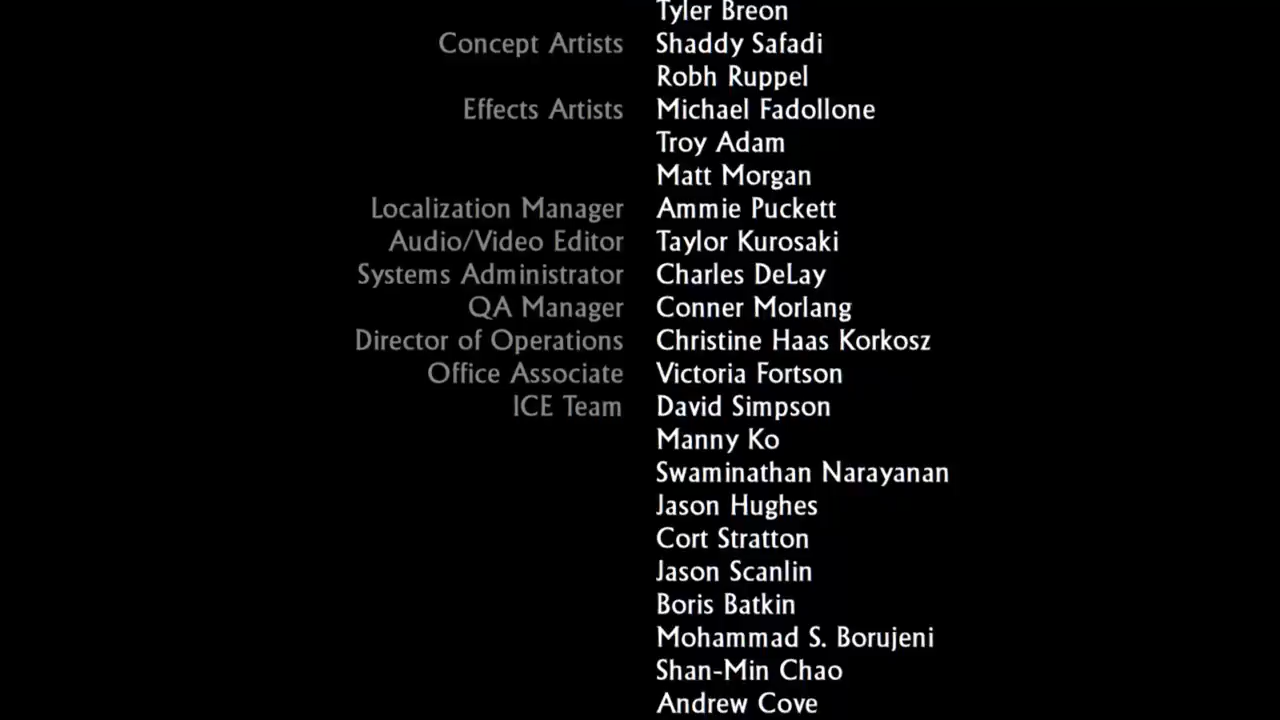 Tyler Breon
Concept Artists Shaddy Safadi
Robh Ruppel
Effects Artists Michael Fadollone
Troy Adam
Matt Morgan
Localization Manager Ammie Puckett
Audio/Video Editor Taylor Kurosaki
Systems Administrator Charles DeLay
QA Manager Conner Morlang
Director of Operations Christine Haas Korkosz
Office Associate Victoria Fortson
ICE Team David Simpson
Manny Ko
Swaminathan Narayanan
Jason Hughes
Cort Stratton
Jason Scanlin
Boris Batkin
Mohammad S. Borujeni
Shan-Min Chao
Andrew Cove